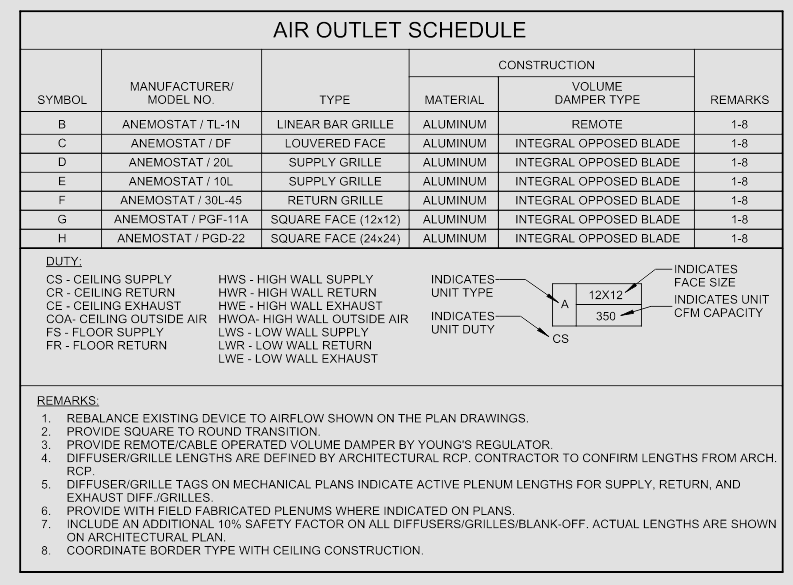 AIR OUTLET SCHEDULE
CONSTRUCTION
SYMBOL MANUFACTURER/ MODEL NO. TYPE MATERIAL VOLUME DAMPER TYPE REMARKS
B ANEMOSTAT / TL-1N LINEAR BAR GRILLE ALUMINUM REMOTE 1-8
C ANEMOSTAT / DF LOUVERED FACE ALUMINUM INTEGRAL OPPOSED BLADE 1-8
D ANEMOSTAT / 20L SUPPLY GRILLE ALUMINUM INTEGRAL OPPOSED BLADE 1-8
E ANEMOSTAT / 10L SUPPLY GRILLE ALUMINUM INTEGRAL OPPOSED BLADE 1-8
F ANEMOSTAT / 30L-45 RETURN GRILLE ALUMINUM INTEGRAL OPPOSED BLADE 1-8
G ANEMOSTAT / PGF-11A SQUARE FACE (12x12) ALUMINUM INTEGRAL OPPOSED BLADE 1-8
H ANEMOSTAT / PGD-22 SQUARE FACE (24x24) ALUMINUM INTEGRAL OPPOSED BLADE 1-8
DUTY:
CS - CEILING SUPPLY
CR - CEILING RETURN
CE - CEILING EXHAUST
COA- CEILING OUTSIDE AIR
FS - FLOOR SUPPLY
FR - FLOOR RETURN
HWS - HIGH WALL SUPPLY
HWR - HIGH WALL RETURN
HWE - HIGH WALL EXHAUST
HWOA- HIGH WALL OUTSIDE AIR
LWS - LOW WALL SUPPLY
LWR - LOW WALL RETURN
LWE - LOW WALL EXHAUST
INDICATES
UNIT TYPE
INDICATES
UNIT DUTY
A
12X12
350
CS
INDICATES
FACE SIZE
INDICATES UNIT
CFM CAPACITY
REMARKS:
1. REBALANCE EXISTING DEVICE TO AIRFLOW SHOWN ON THE PLAN DRAWINGS.
2. PROVIDE SQUARE TO ROUND TRANSITION.
3. PROVIDE REMOTE/CABLE OPERATED VOLUME DAMPER BY YOUNG'S REGULATOR.
4. DIFFUSER/GRILLE LENGTHS ARE DEFINED BY ARCHITECTURAL RCP. CONTRACTOR TO CONFIRM LENGTHS FROM ARCH.
RCP.
5. DIFFUSER/GRILLE TAGS ON MECHANICAL PLANS INDICATE ACTIVE PLENUM LENGTHS FOR SUPPLY, RETURN, AND
EXHAUST DIFF./GRILLES.
6. PROVIDE WITH FIELD FABRICATED PLENUMS WHERE INDICATED ON PLANS.
7. INCLUDE AN ADDITIONAL 10% SAFETY FACTOR ON ALL DIFFUSERS/GRILLES/BLANK-OFF. ACTUAL LENGTHS ARE SHOWN
ON ARCHITECTURAL PLAN.
8. COORDINATE BORDER TYPE WITH CEILING CONSTRUCTION.